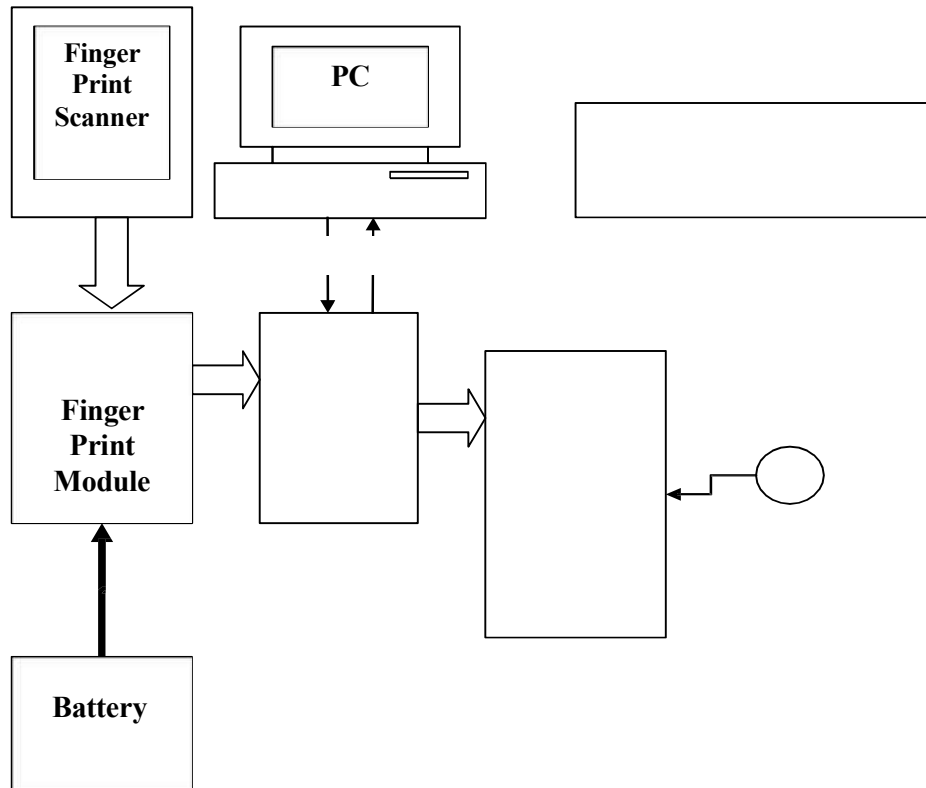 Finger
Print
Scanner
PC
Finger
Print
Module
Battery